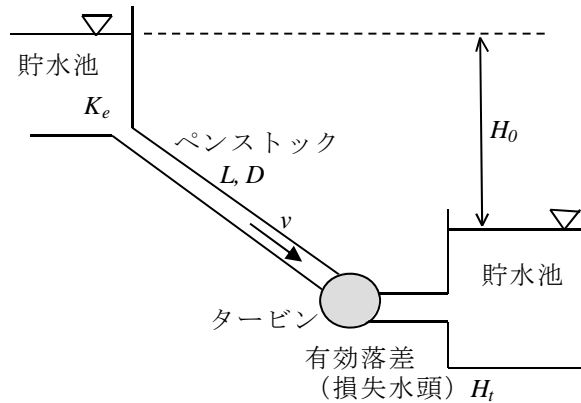 貯水池
K_e
ペンストック
L, D
v
H_0
貯水池
タービン
有効落差
（損失水頭）H_t